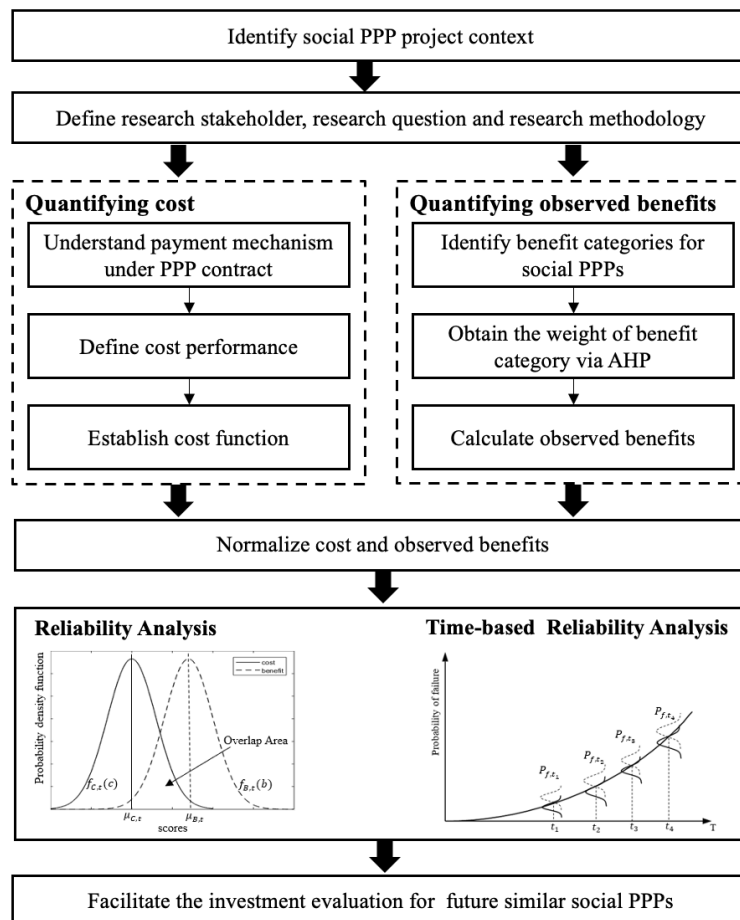 Identify social PPP project context
Define research stakeholder, research question and research methodology
Quantifying cost
Understand payment mechanism
under PPP contract
Define cost performance
Establish cost function
Quantifying observed benefits
Identify benefit categories for
social PPPs
Obtain the weight of benefit
category via AHP
Calculate observed benefits
Normalize cost and observed benefits
Reliability Analysis
Probability density function
cost
benefit
Overlap Area
f_{C,t}(c)
f_{B,t}(b)
μ_{C,t}
μ_{B,t}
scores
Time-based Reliability Analysis
Probability of failure
P_{f,t_1}
P_{f,t_2}
P_{f,t_3}
P_{f,t_4}
t_1
t_2
t_3
t_4
T
Facilitate the investment evaluation for future similar social PPPs